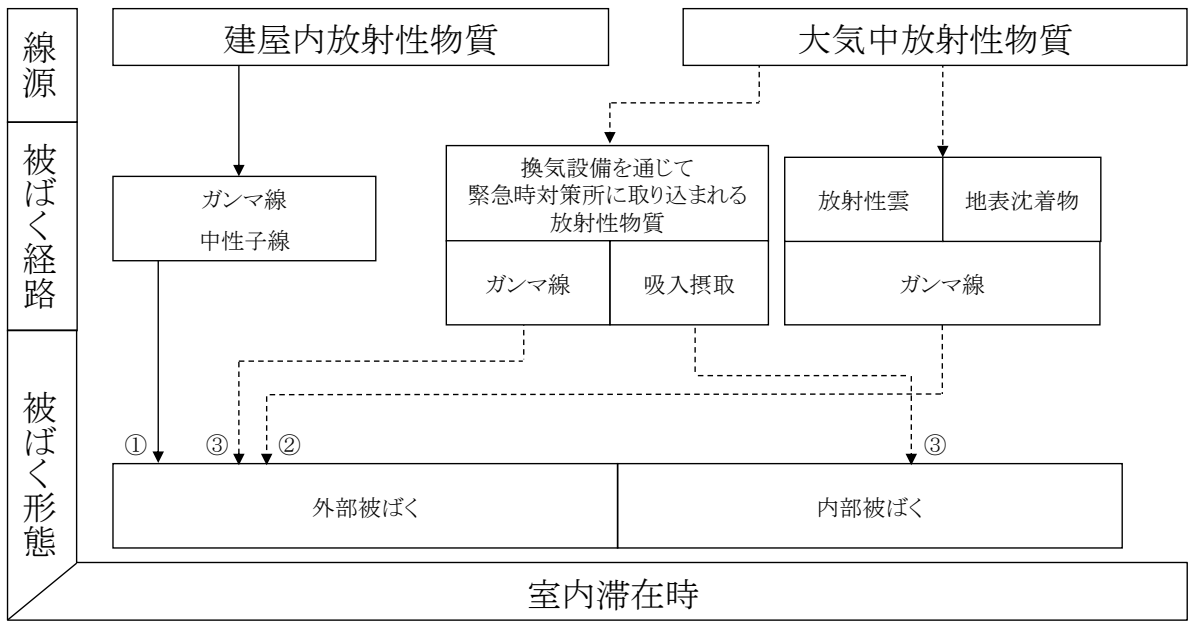 線源
建屋内放射性物質
大気中放射性物質
被ばく経路
ガンマ線
中性子線
換気設備を通じて
緊急時対策所に取り込まれる
放射性物質
ガンマ線
吸入摂取
放射性雲
地表沈着物
ガンマ線
被ばく形態
①
③
②
③
外部被ばく
内部被ばく
室内滞在時